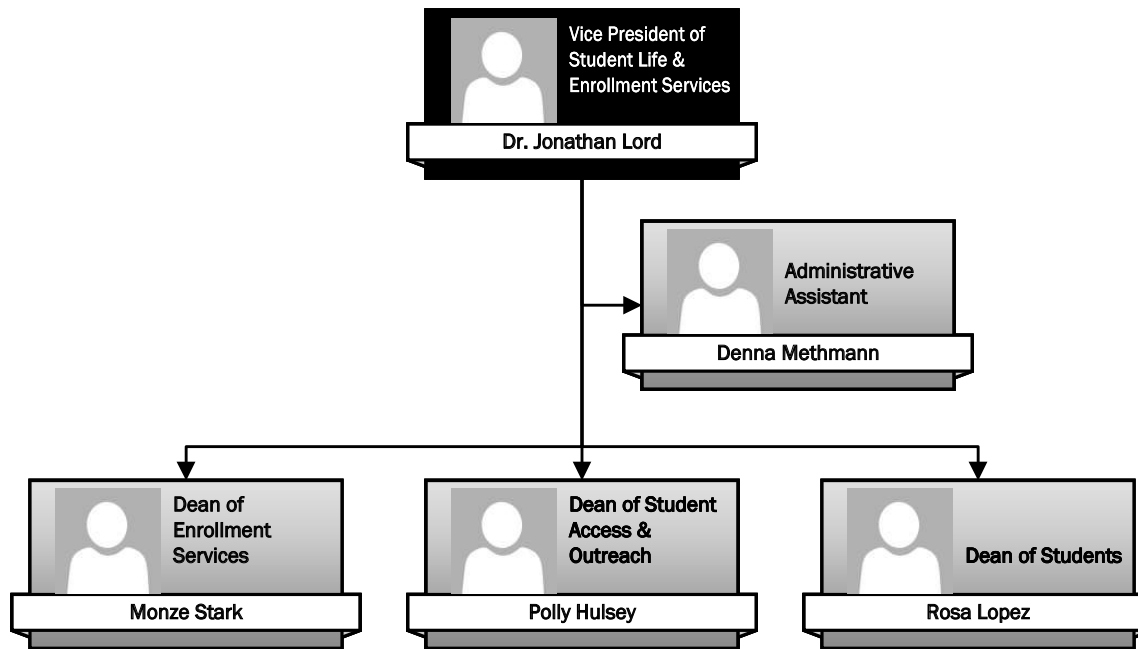 Vice President of
Student Life &
Enrollment Services
Dr. Jonathan Lord
Administrative
Assistant
Denna Methmann
Dean of
Enrollment
Services
Monze Stark
Dean of Student
Access &
Outreach
Polly Hulsey
Dean of Students
Rosa Lopez